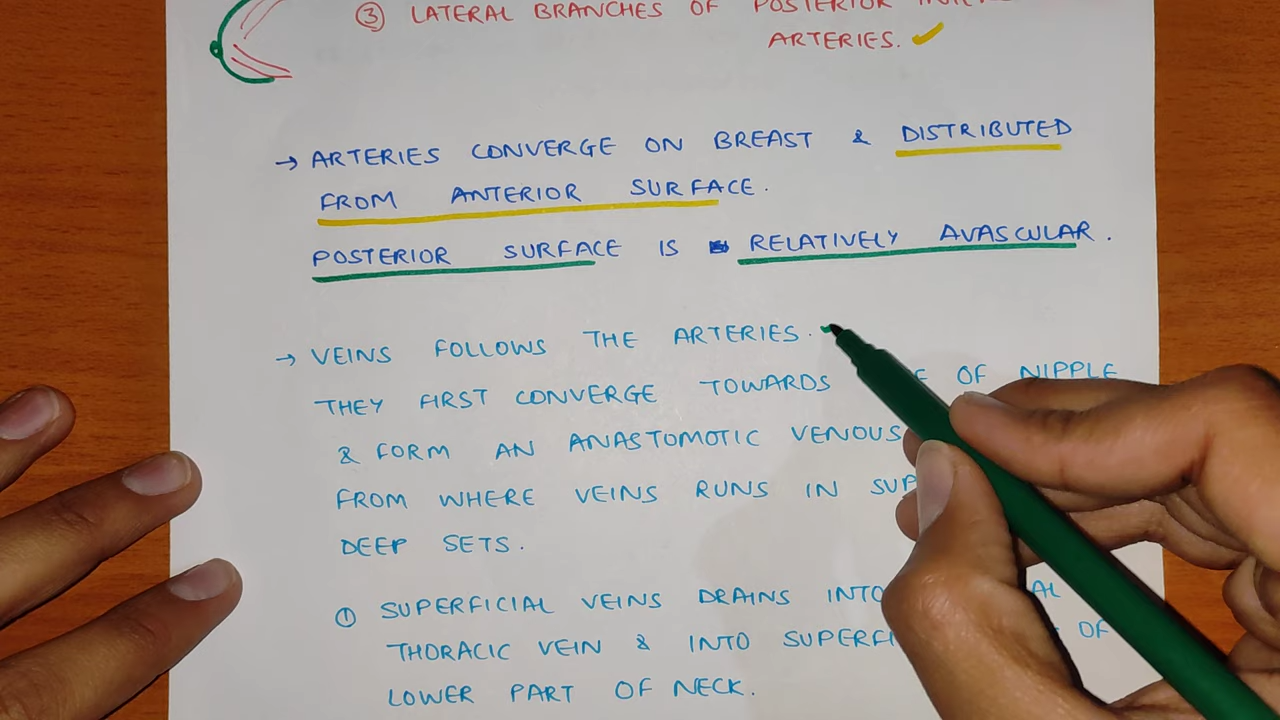 ③ LATERAL BRANCHES OF POSTERIOR
ARTERIES.
→ ARTERIES CONVERGE ON BREAST & DISTRIBUTED
FROM ANTERIOR SURFACE.
POSTERIOR SURFACE IS RELATIVELY AVASCULAR.
→ VEINS FOLLOWS THE ARTERIES.
THEY FIRST CONVERGE TOWARDS OF NIPPLE
& FORM AN ANASTOMOTIC VENOUS
FROM WHERE VEINS RUNS IN
DEEP SETS.
① SUPERFICIAL VEINS DRAINS INTO
THORACIC VEIN & INTO OF
LOWER PART OF NECK.